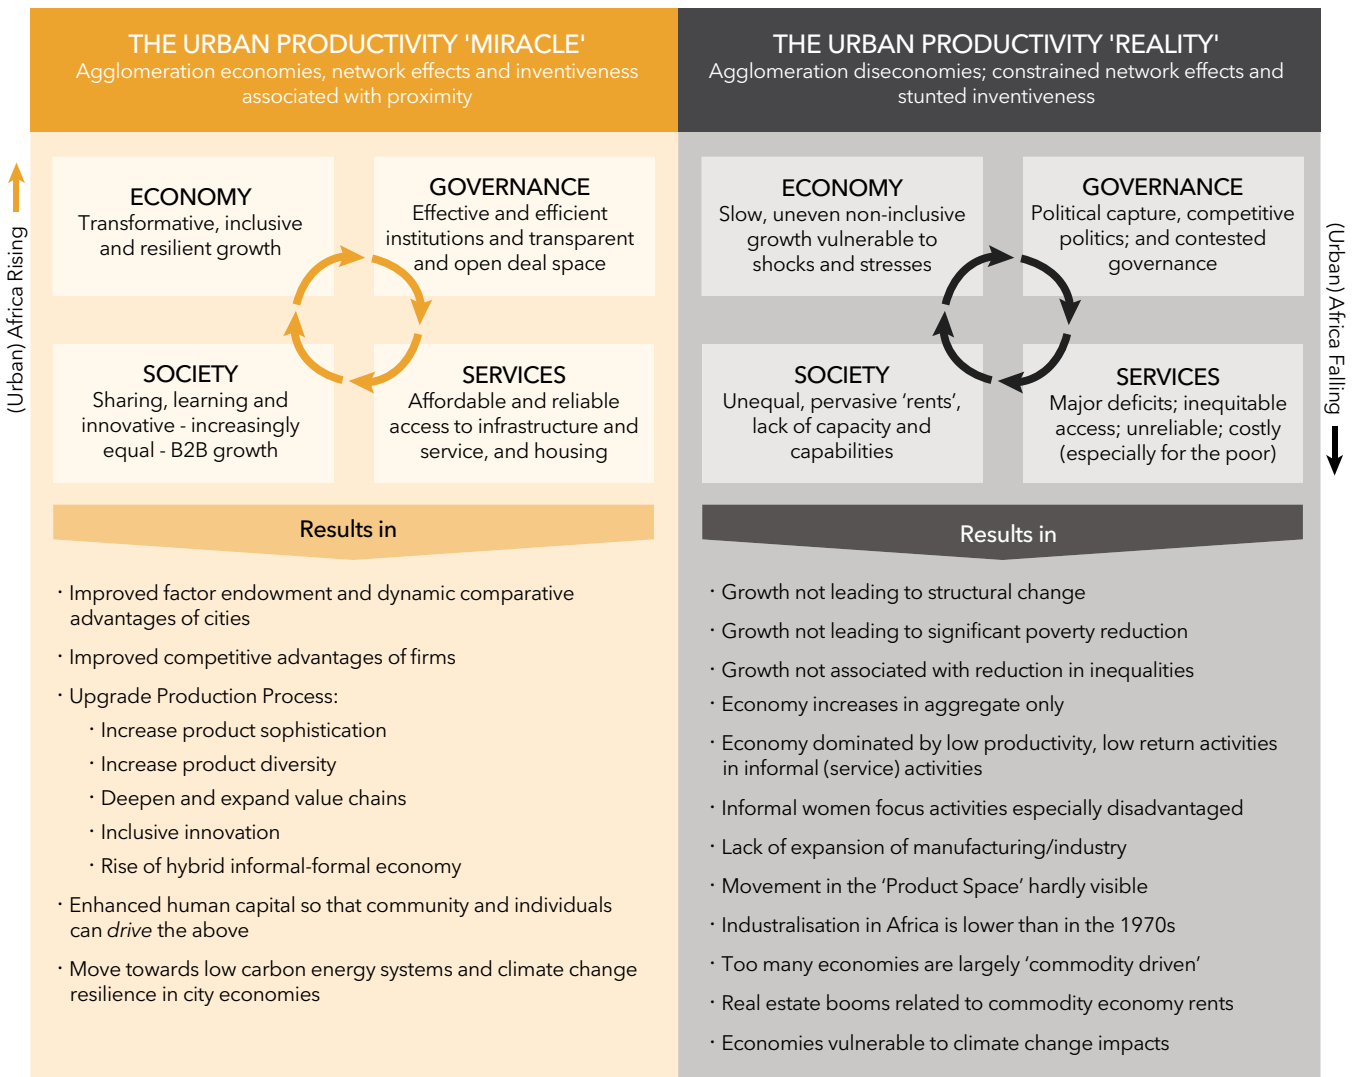 THE URBAN PRODUCTIVITY 'MIRACLE'
Agglomeration economies, network effects and inventiveness
associated with proximity
(Urban) Africa Rising
ECONOMY
Transformative, inclusive
and resilient growth
GOVERNANCE
Effective and efficient
institutions and transparent
and open deal space
SOCIETY
Sharing, learning and
innovative - increasingly
equal - B2B growth
SERVICES
Affordable and reliable
access to infrastructure and
service, and housing
Results in
· Improved factor endowment and dynamic comparative
advantages of cities
· Improved competitive advantages of firms
· Upgrade Production Process:
· Increase product sophistication
· Increase product diversity
· Deepen and expand value chains
· Inclusive innovation
· Rise of hybrid informal-formal economy
· Enhanced human capital so that community and individuals
can drive the above
· Move towards low carbon energy systems and climate change
resilience in city economies
THE URBAN PRODUCTIVITY 'REALITY'
Agglomeration diseconomies; constrained network effects and
stunted inventiveness
ECONOMY
Slow, uneven non-inclusive
growth vulnerable to
shocks and stresses
GOVERNANCE
Political capture, competitive
politics; and contested
governance
SOCIETY
Unequal, pervasive ‘rents’,
lack of capacity and
capabilities
SERVICES
Major deficits; inequitable
access; unreliable; costly
(especially for the poor)
(Urban) Africa Falling
Results in
· Growth not leading to structural change
· Growth not leading to significant poverty reduction
· Growth not associated with reduction in inequalities
· Economy increases in aggregate only
· Economy dominated by low productivity, low return activities
in informal (service) activities
· Informal women focus activities especially disadvantaged
· Lack of expansion of manufacturing/industry
· Movement in the ‘Product Space’ hardly visible
· Industralisation in Africa is lower than in the 1970s
· Too many economies are largely ‘commodity driven’
· Real estate booms related to commodity economy rents
· Economies vulnerable to climate change impacts